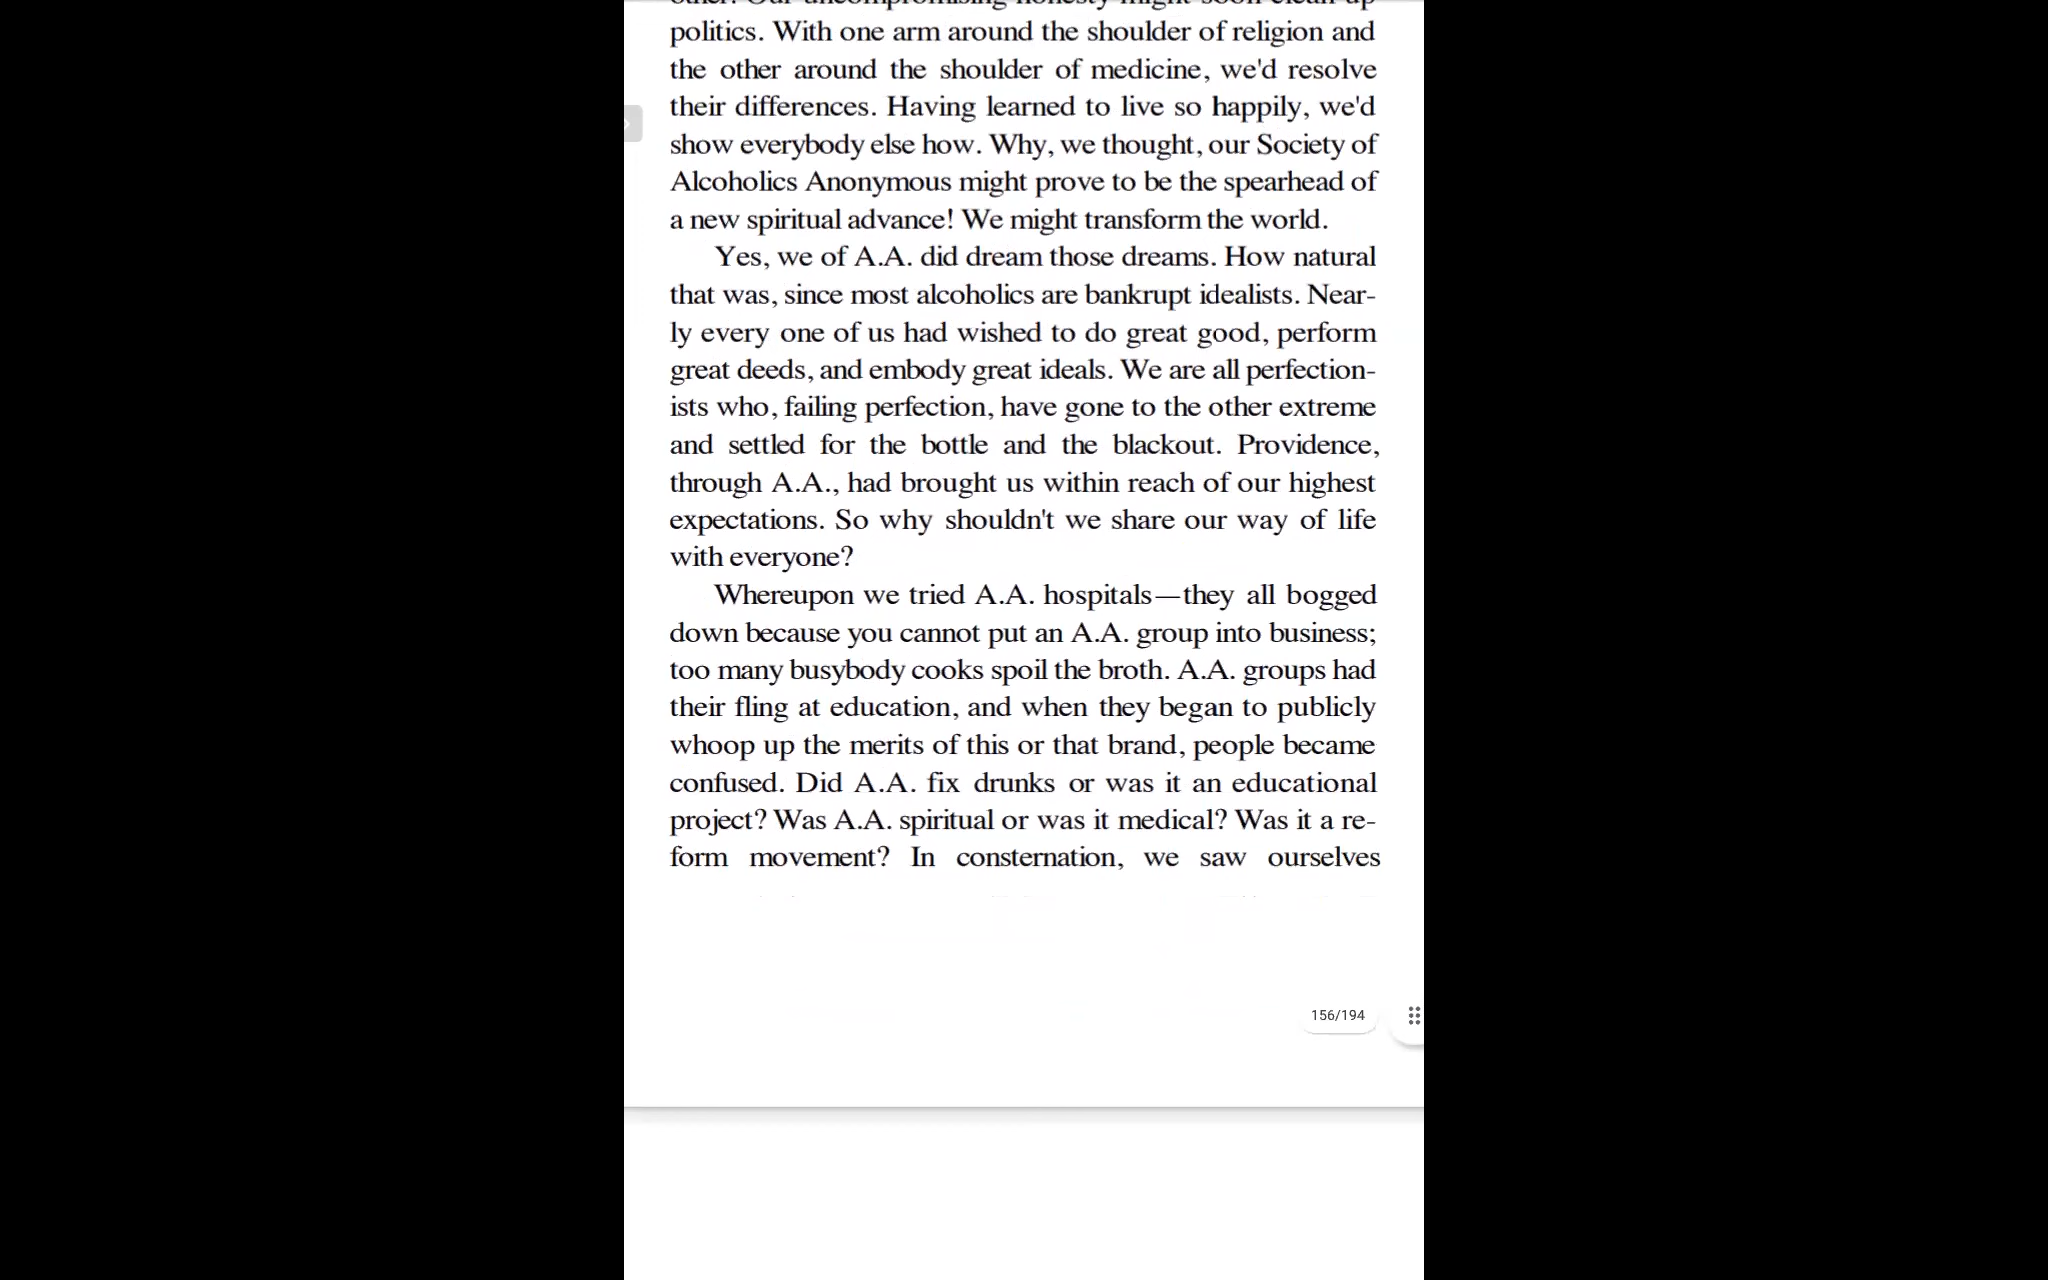 other. Our uncompromising honesty might soon clean up
politics. With one arm around the shoulder of religion and
the other around the shoulder of medicine, we'd resolve
their differences. Having learned to live so happily, we'd
show everybody else how. Why, we thought, our Society of
Alcoholics Anonymous might prove to be the spearhead of
a new spiritual advance! We might transform the world.
Yes, we of A.A. did dream those dreams. How natural
that was, since most alcoholics are bankrupt idealists. Near-
ly every one of us had wished to do great good, perform
great deeds, and embody great ideals. We are all perfection-
ists who, failing perfection, have gone to the other extreme
and settled for the bottle and the blackout. Providence,
through A.A., had brought us within reach of our highest
expectations. So why shouldn't we share our way of life
with everyone?
Whereupon we tried A.A. hospitals—they all bogged
down because you cannot put an A.A. group into business;
too many busybody cooks spoil the broth. A.A. groups had
their fling at education, and when they began to publicly
whoop up the merits of this or that brand, people became
confused. Did A.A. fix drunks or was it an educational
project? Was A.A. spiritual or was it medical? Was it a re-
form movement? In consternation, we saw ourselves
156/194